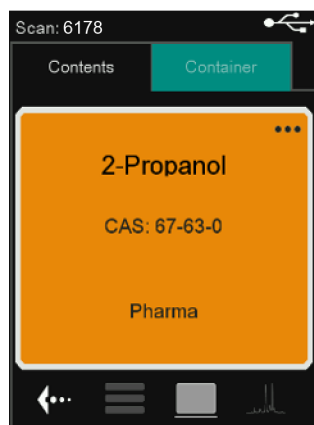 Scan: 6178
Contents
Container
2-Propanol
CAS: 67-63-0
Pharma